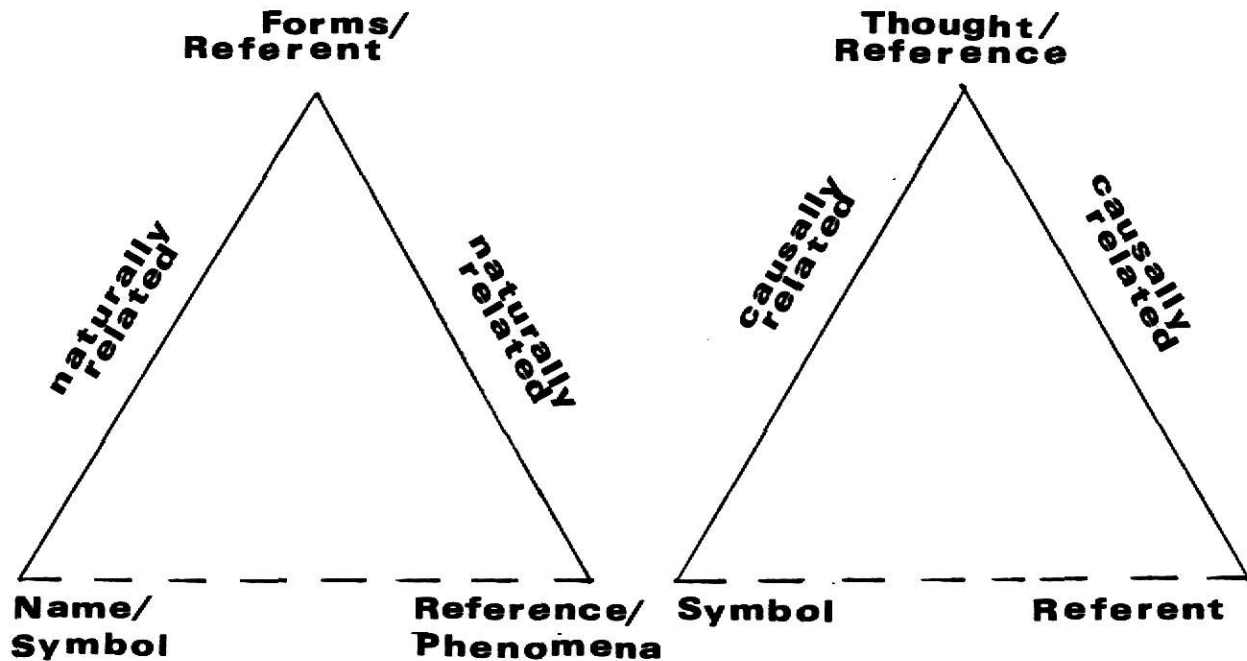 Forms/
Referent
naturally
related
naturally
related
Name/
Symbol
Reference/
Phenomena
Thought/
Reference
causally
related
causally
related
Symbol
Referent